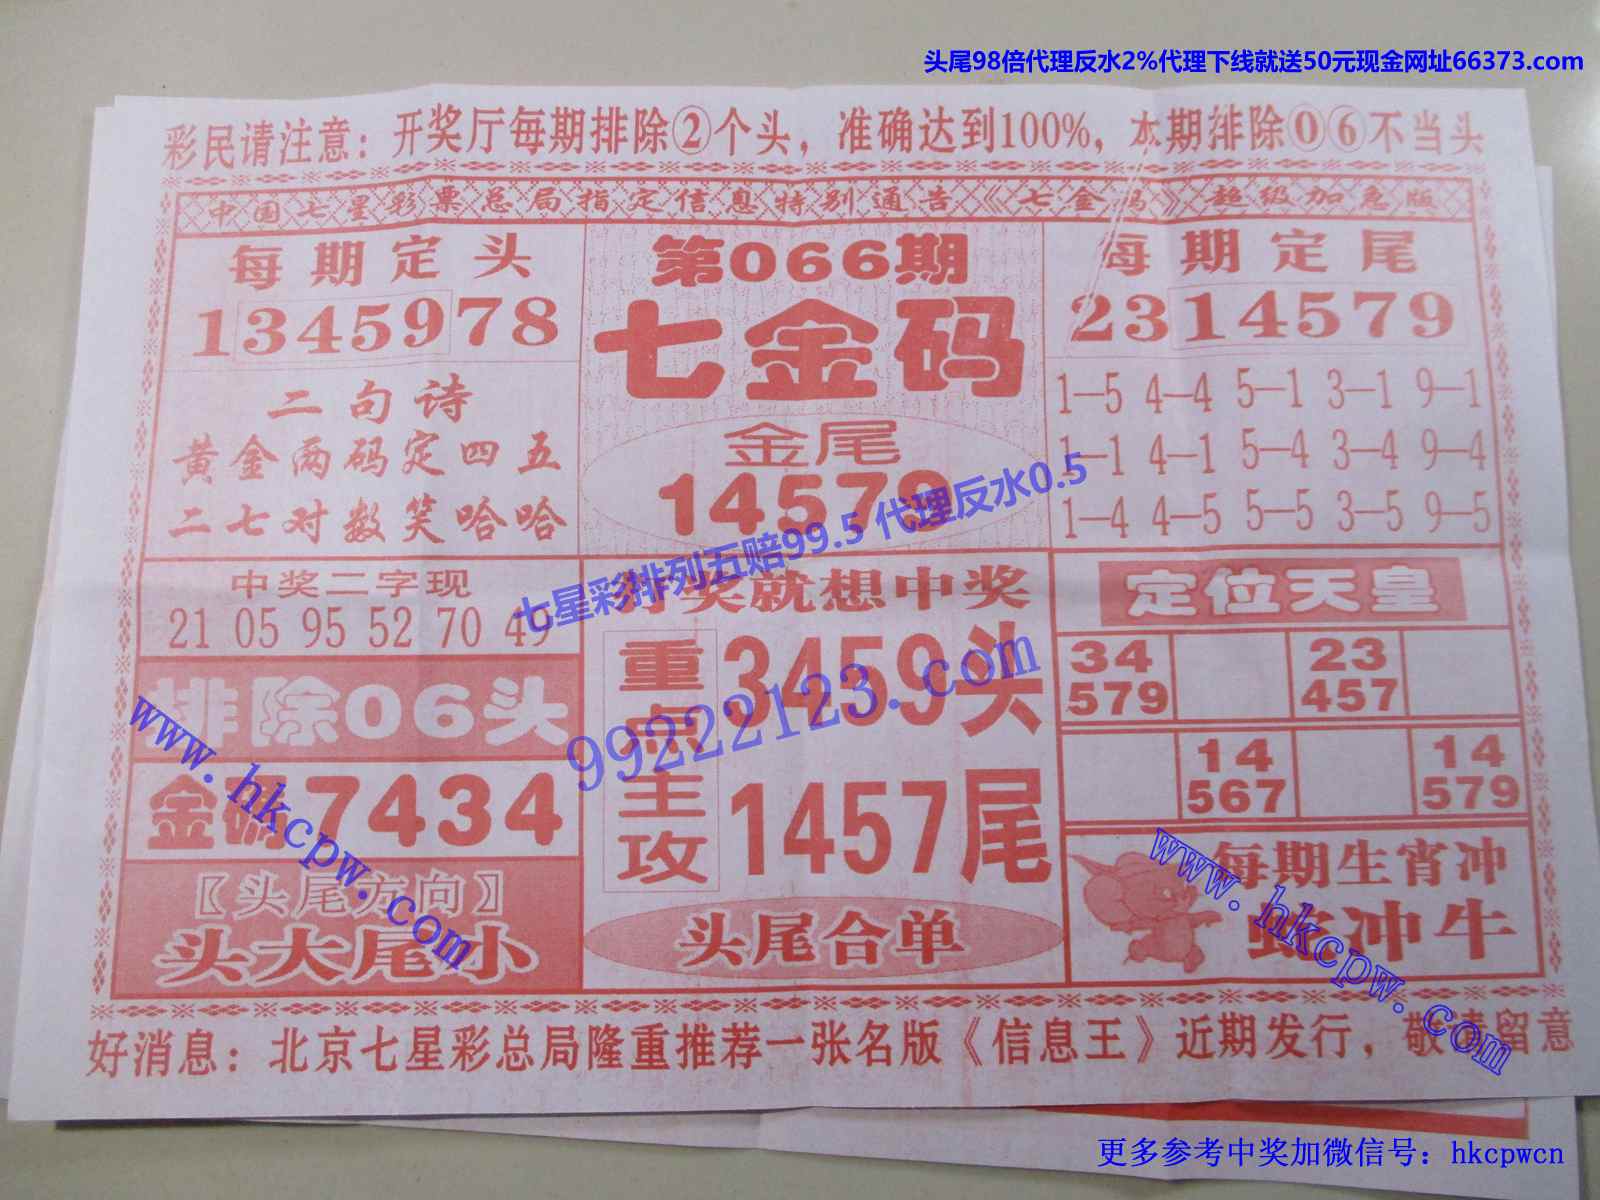 头尾98倍代理反水2%代理下线就送50元现金网址66373.com
彩民请注意：开奖厅每期排除②个头，准确达到100%，本期排除⓪⑥不当头
中国七星彩票总局指定信息特别通告《七金码》超级加急版
每期定头
1345978
二句诗
黄金两码定四五
二七对数笑哈哈
第066期
七金码
金尾
14579
每期定尾
2314579
1—5 4—4 5—1 3—1 9—1
1—1 4—1 5—4 3—4 9—4
1—4 4—5 5—5 3—5 9—5
七星彩排列五赔99.5 代理反水0.5
中奖二字现
21 05 95 52 70 49
排除06头
金碼7434
〖头尾方向〗
头大尾小
奖就想中奖
重点主攻
3459头
1457尾
99222123.com
头尾合单
定位天皇
34
579
23
457
14
567
14
579
每期生肖冲
冲牛
www.hkcpw.com
www.hkcpw.com
好消息：北京七星彩总局隆重推荐一张名版《信息王》近期发行，敬请留意
更多参考中奖加微信号：hkcpwcn